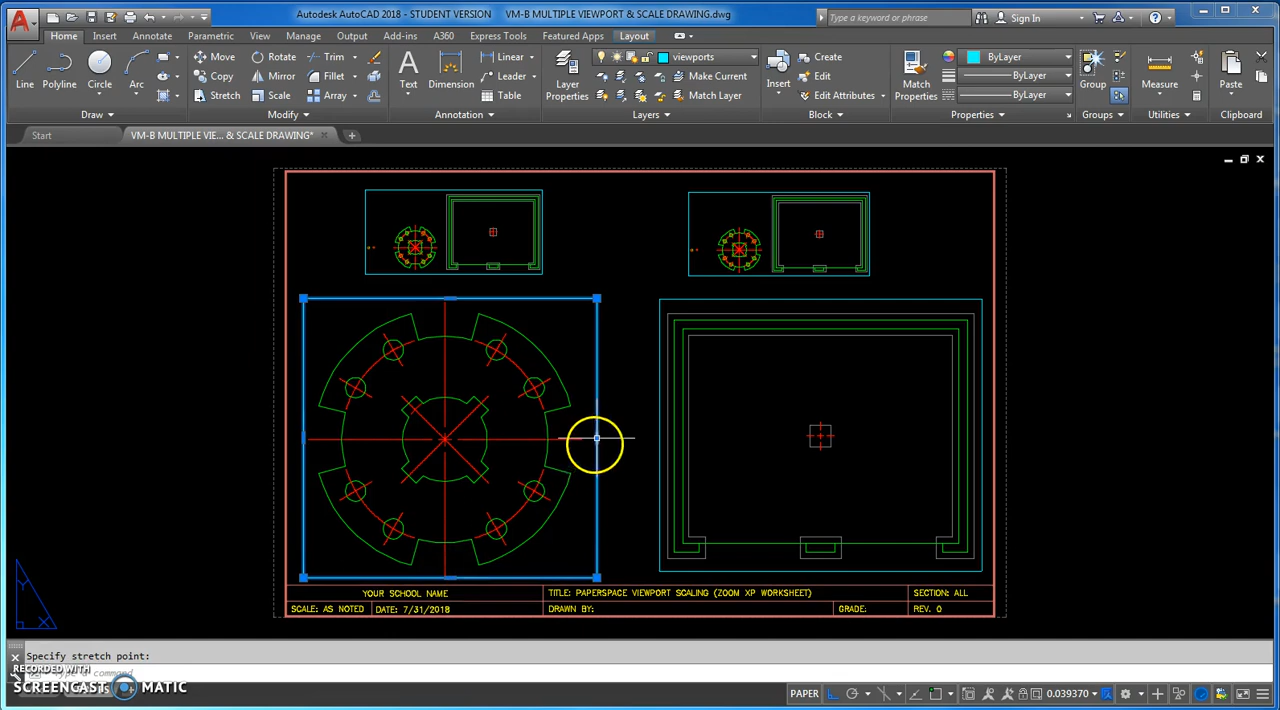 Autodesk AutoCAD 2018 - STUDENT VERSION VM-B MULTIPLE VIEWPORT & SCALE DRAWING.dwg
Type a keyword or phrase
Sign In
Home Insert Annotate Parametric View Manage Output Add-ins A360 Express Tools Featured Apps Layout
Line Polyline Circle Arc
Move Rotate Trim
Copy Mirror Fillet
Stretch Scale Array
Text Dimension
Linear
Leader
Table
Layer Properties
viewports
Make Current
Match Layer
Insert
Create
Edit
Edit Attributes
Match Properties
ByLayer
ByLayer
ByLayer
Group
Measure
Paste
Draw Modify Annotation Layers Block Properties Groups Utilities Clipboard
Start VM-B MULTIPLE VIE... & SCALE DRAWING*
YOUR SCHOOL NAME TITLE: PAPERSPACE VIEWPORT SCALING (ZOOM XP WORKSHEET) SECTION: ALL
SCALE: AS NOTED DATE: 7/31/2018 DRAWN BY: GRADE: REV. 0
Y
X
Specify stretch point:
RECORDED WITH
Type a command
SCREENCAST MATIC
PAPER 0.039370